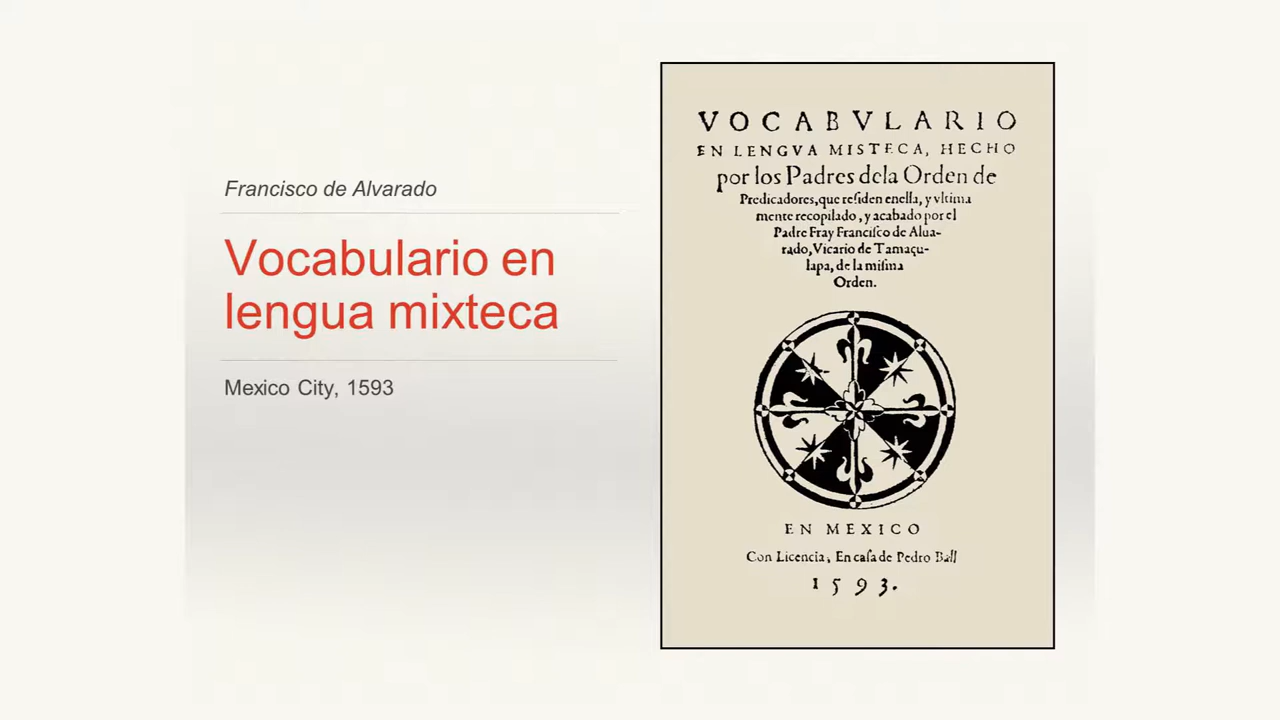 Francisco de Alvarado
Vocabulario en
lengua mixteca
Mexico City, 1593
VOCABVLARIO
EN LENGVA MISTECA, HECHO
por los Padres dela Orden de
Predicadores, que residen enella, y vltima
mente recopilado, y acabado por el
Padre Fray Francisco de Alua-
rado, Vicario de Tamaçu-
lapa, de la misma
Orden.
EN MEXICO
Con Licencia, En casa de Pedro Balli
1593.